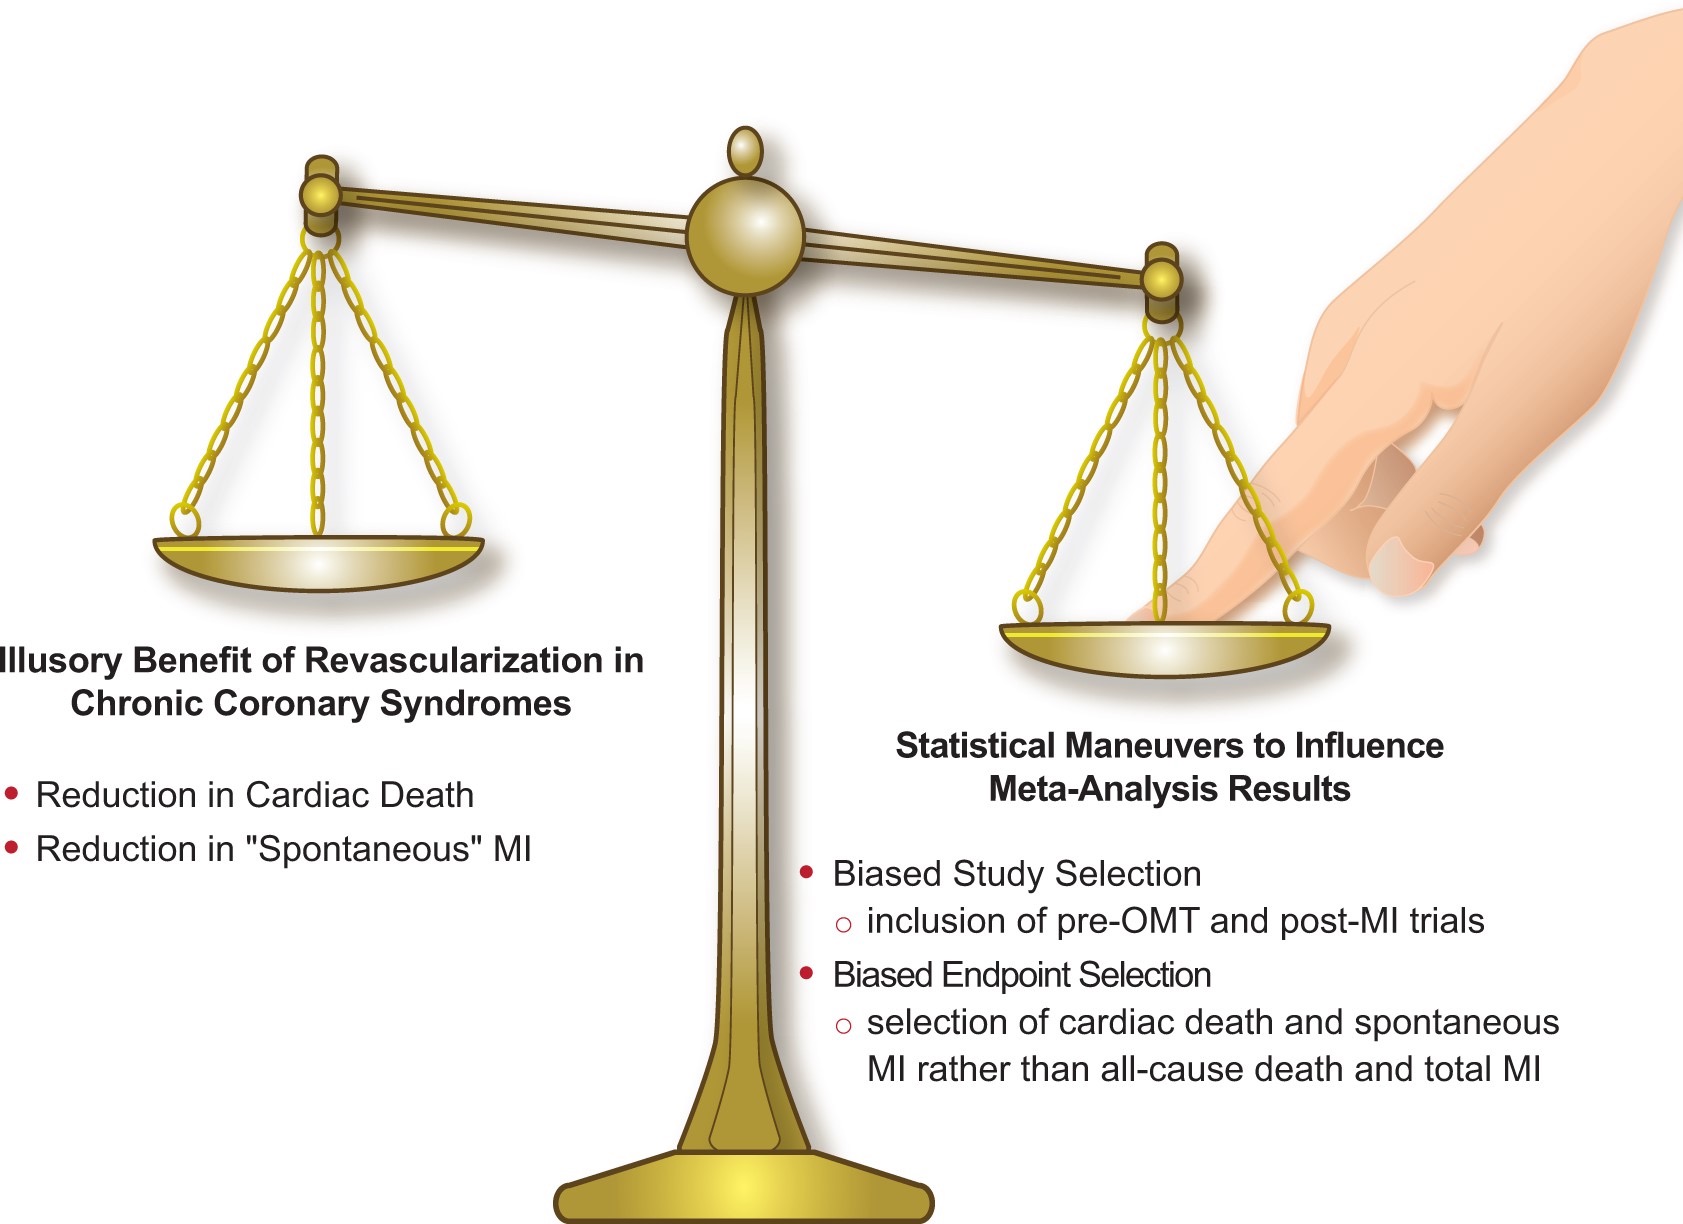 Illusory Benefit of Revascularization in
Chronic Coronary Syndromes
• Reduction in Cardiac Death
• Reduction in "Spontaneous" MI
Statistical Maneuvers to Influence
Meta-Analysis Results
• Biased Study Selection
○ inclusion of pre-OMT and post-MI trials
• Biased Endpoint Selection
○ selection of cardiac death and spontaneous
MI rather than all-cause death and total MI